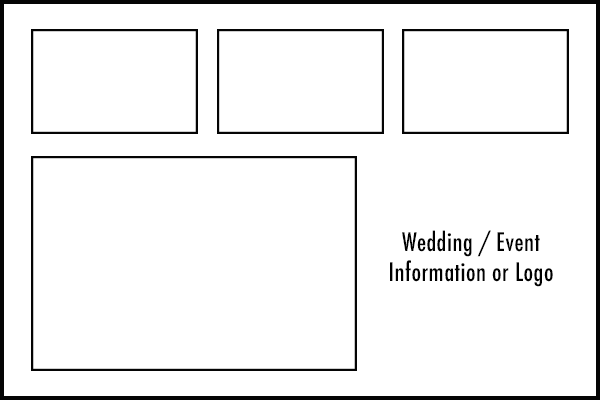 Wedding / Event
Information or Logo